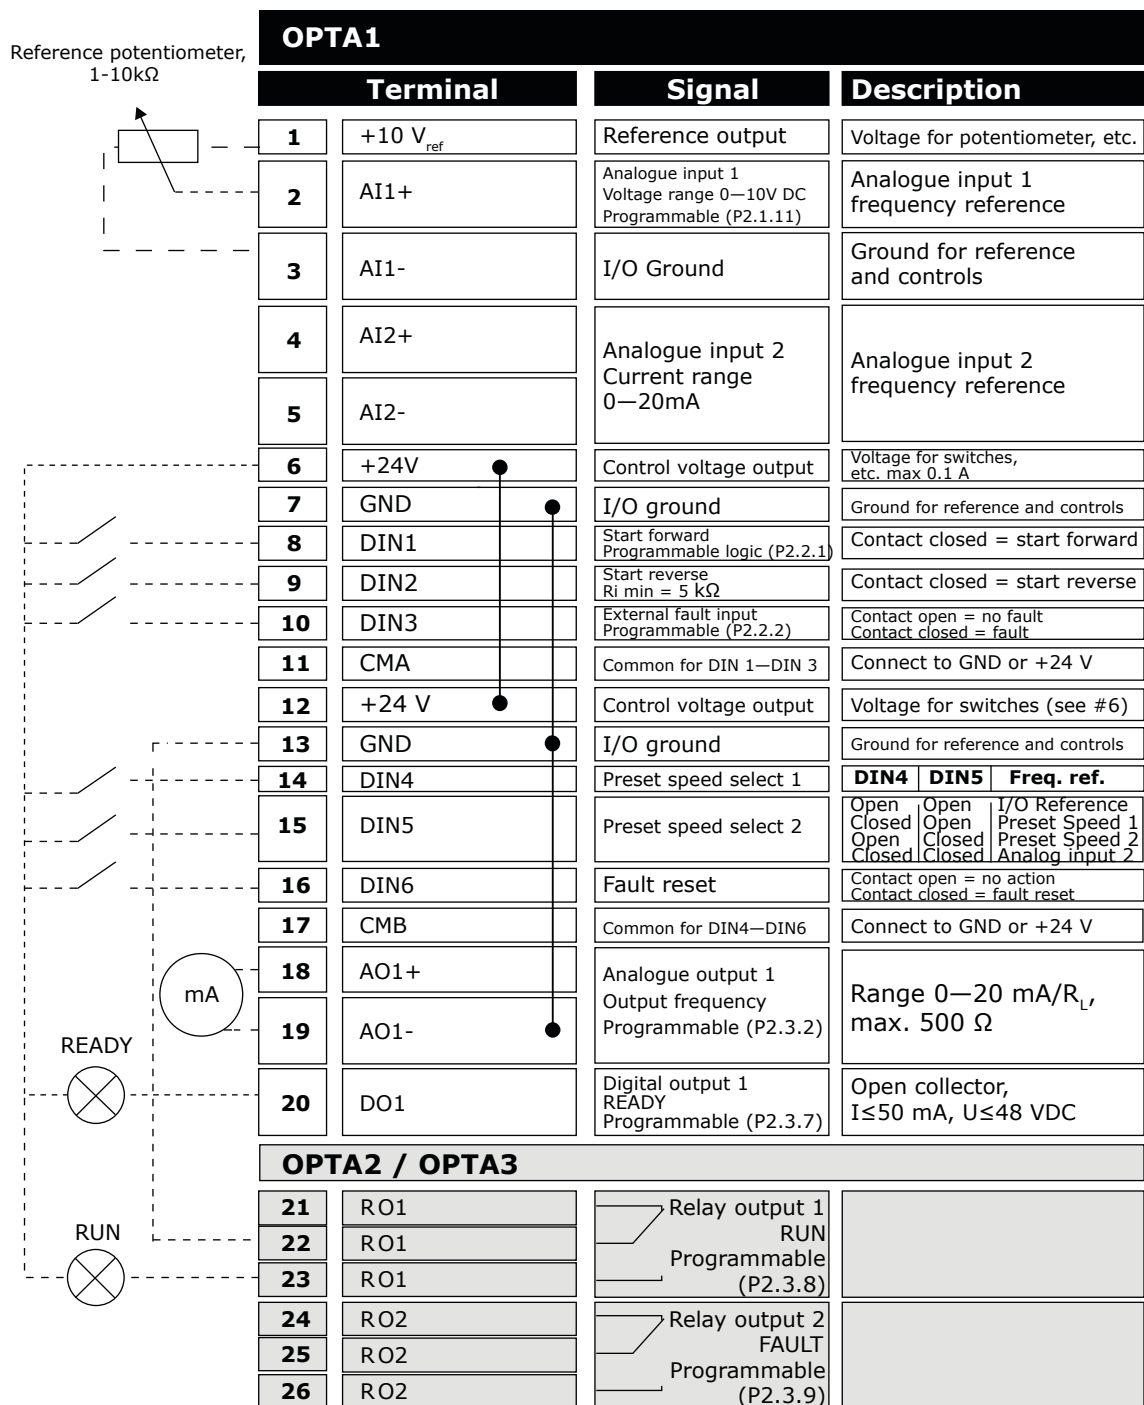 Reference potentiometer,
1-10kΩ
OPTA1
Terminal Signal Description
1 +10 Vref Reference output Voltage for potentiometer, etc.
2 AI1+ Analogue input 1
Voltage range 0—10V DC
Programmable (P2.1.11)
Analogue input 1
frequency reference
3 AI1- I/O Ground Ground for reference
and controls
4 AI2+
5 AI2-
Analogue input 2
Current range
0—20mA
Analogue input 2
frequency reference
6 +24V Control voltage output Voltage for switches,
etc. max 0.1 A
7 GND I/O ground Ground for reference and controls
8 DIN1 Start forward
Programmable logic (P2.2.1)
Contact closed = start forward
9 DIN2 Start reverse
Ri min = 5 kΩ
Contact closed = start reverse
10 DIN3 External fault input
Programmable (P2.2.2)
Contact open = no fault
Contact closed = fault
11 CMA Common for DIN 1—DIN 3 Connect to GND or +24 V
12 +24 V Control voltage output Voltage for switches (see #6)
13 GND I/O ground Ground for reference and controls
14 DIN4 Preset speed select 1 DIN4 DIN5 Freq. ref.
15 DIN5 Preset speed select 2
Open Open I/O Reference
Closed Open Preset Speed 1
Open Closed Preset Speed 2
Closed Closed Analog input 2
16 DIN6 Fault reset Contact open = no action
Contact closed = fault reset
17 CMB Common for DIN4—DIN6 Connect to GND or +24 V
mA
18 AO1+
19 AO1-
Analogue output 1
Output frequency
Programmable (P2.3.2)
Range 0—20 mA/RL,
max. 500 Ω
READY
20 DO1 Digital output 1
READY
Programmable (P2.3.7)
Open collector,
I≤50 mA, U≤48 VDC
OPTA2 / OPTA3
RUN
21 RO1
22 RO1
23 RO1
Relay output 1
RUN
Programmable
(P2.3.8)
24 RO2
25 RO2
26 RO2
Relay output 2
FAULT
Programmable
(P2.3.9)